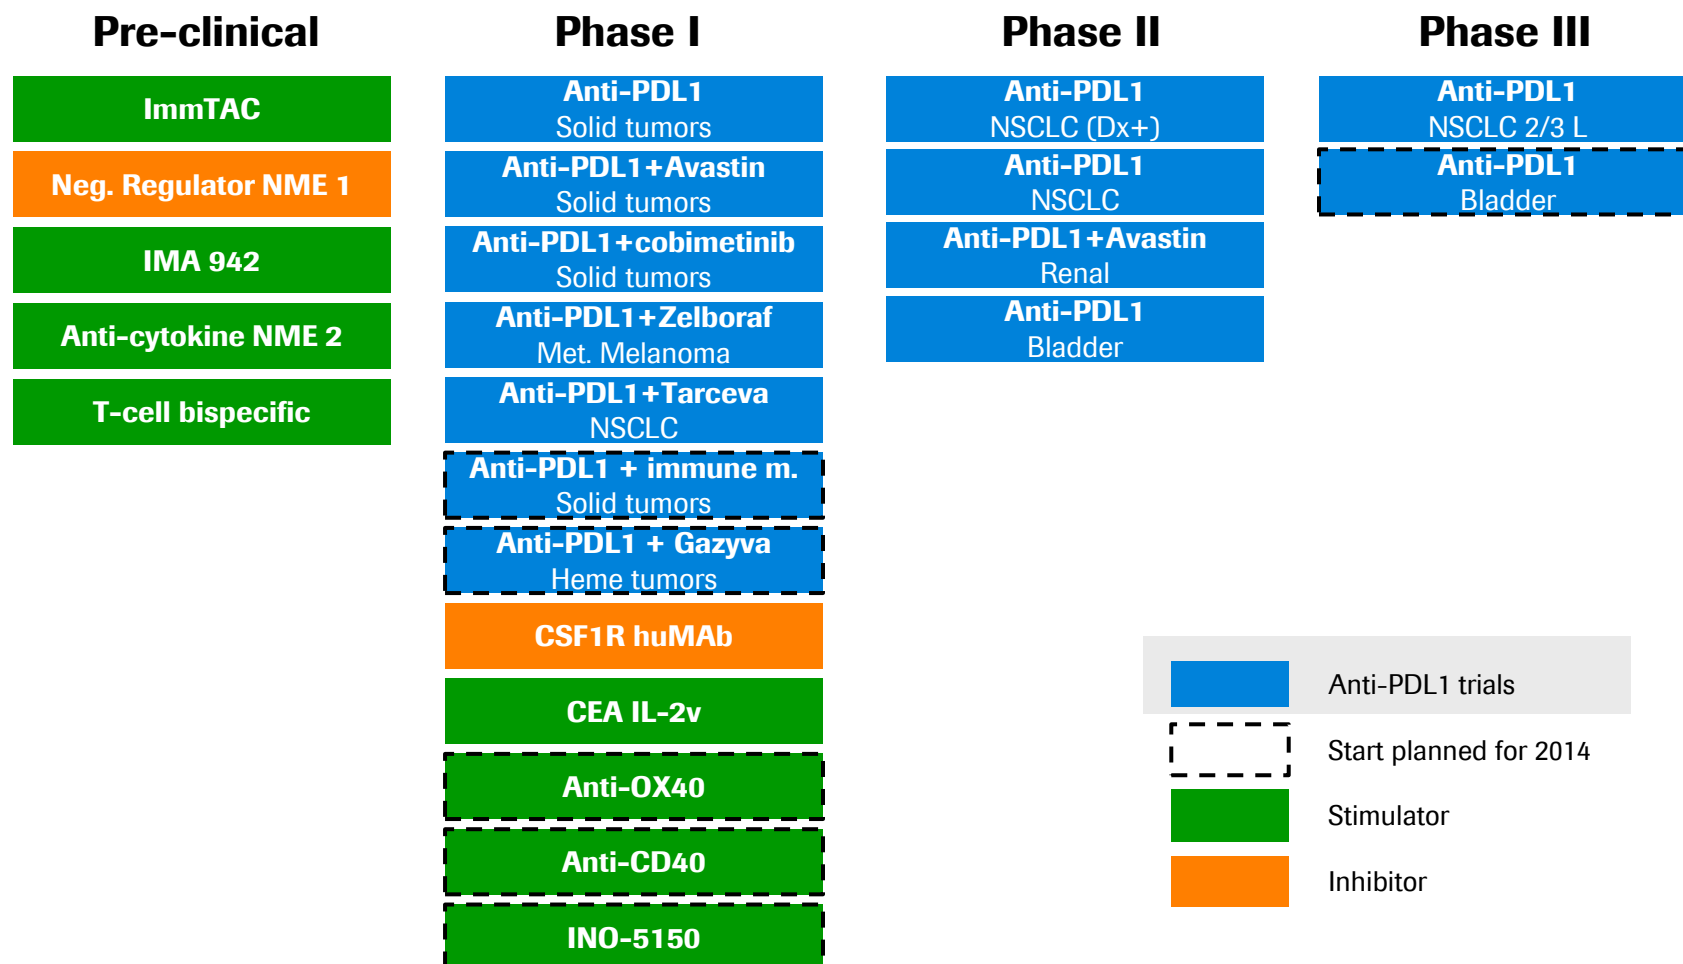 Pre-clinical
ImmTAC
Neg. Regulator NME 1
IMA 942
Anti-cytokine NME 2
T-cell bispecific
Phase I
Anti-PDL1
Solid tumors
Anti-PDL1+Avastin
Solid tumors
Anti-PDL1+cobimetinib
Solid tumors
Anti-PDL1+Zelboraf
Met. Melanoma
Anti-PDL1+Tarceva
NSCLC
Anti-PDL1 + immune m.
Solid tumors
Anti-PDL1 + Gazyva
Heme tumors
CSF1R huMAb
CEA IL-2v
Anti-OX40
Anti-CD40
INO-5150
Phase II
Anti-PDL1
NSCLC (Dx+)
Anti-PDL1
NSCLC
Anti-PDL1+Avastin
Renal
Anti-PDL1
Bladder
Phase III
Anti-PDL1
NSCLC 2/3 L
Anti-PDL1
Bladder
Anti-PDL1 trials
Start planned for 2014
Stimulator
Inhibitor